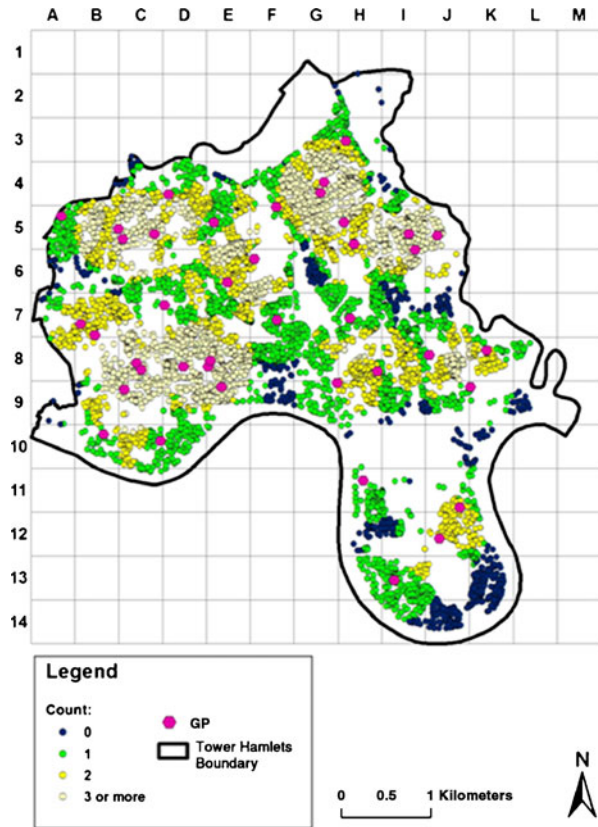 A B C D E F G H I J K L M
1
2
3
4
5
6
7
8
9
10
11
12
13
14
Legend
Count:
0
1
2
3 or more
GP
Tower Hamlets
Boundary
N
0 0.5 1 Kilometers